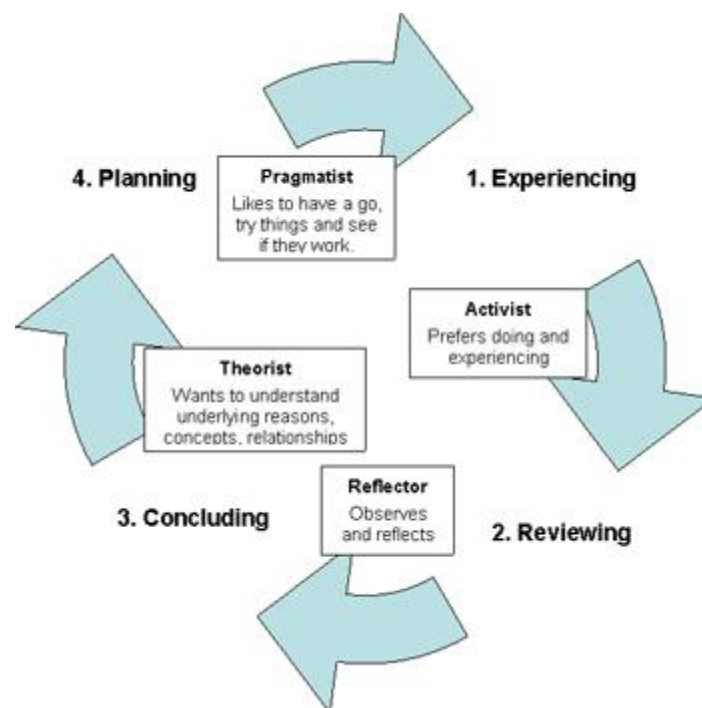 4. Planning
Pragmatist
Likes to have a go,
try things and see
if they work.
1. Experiencing
Activist
Prefers doing and
experiencing
Theorist
Wants to understand
underlying reasons,
concepts, relationships
Reflector
Observes
and reflects
3. Concluding
2. Reviewing